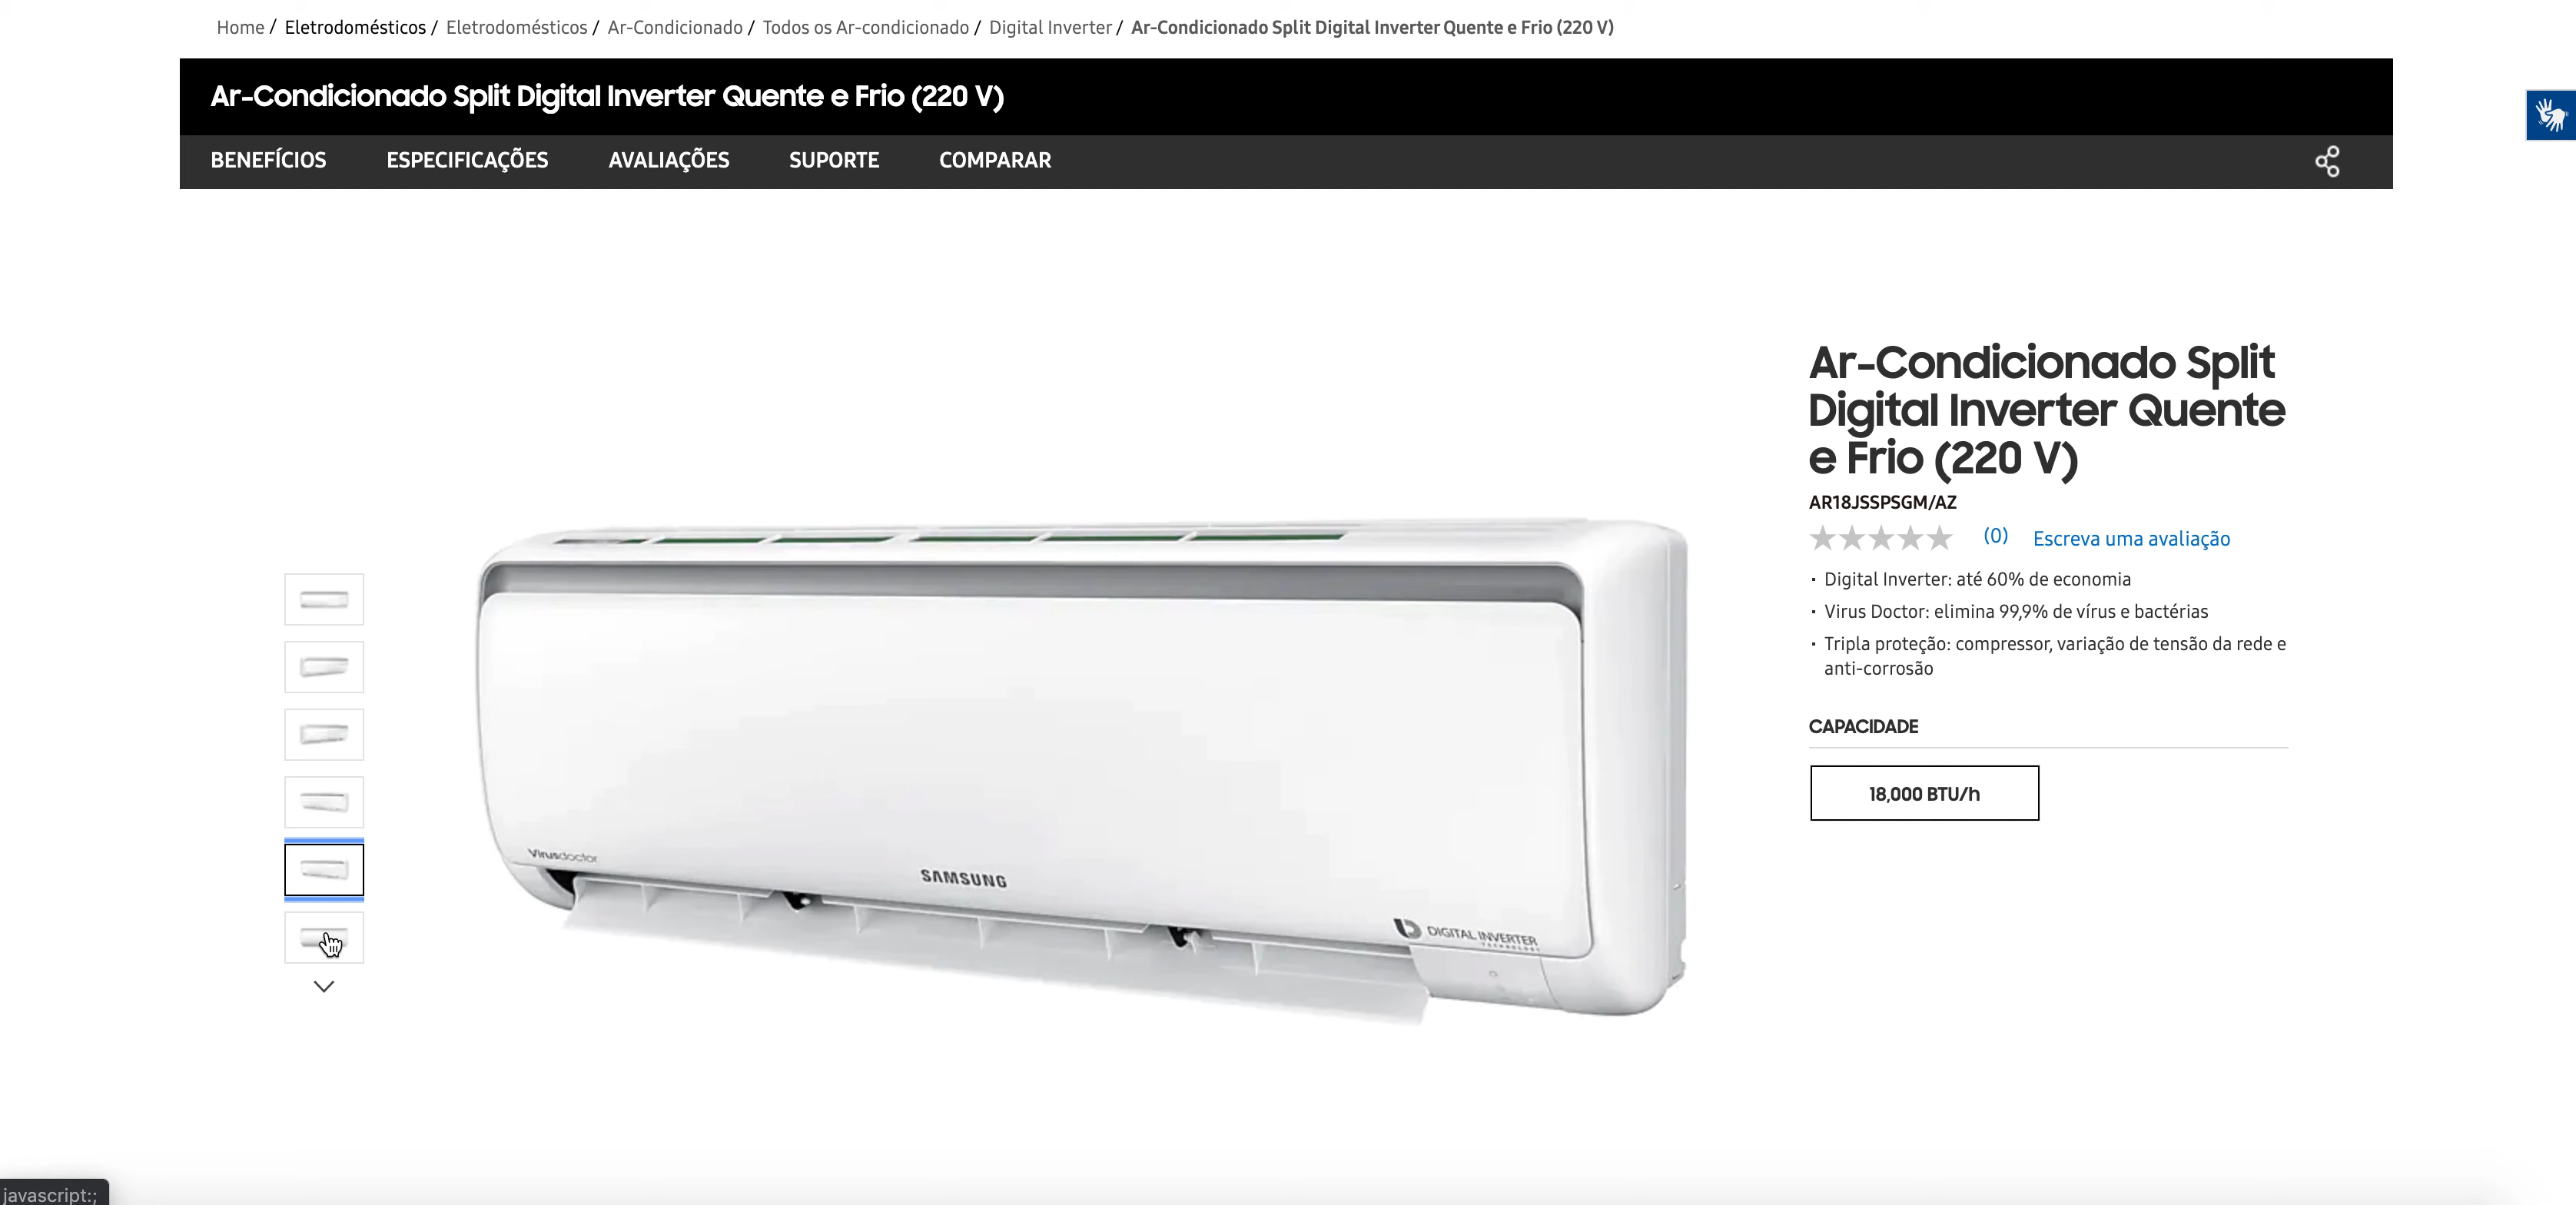 Home / Eletrodomésticos / Eletrodomésticos / Ar-Condicionado / Todos os Ar-condicionado / Digital Inverter / Ar-Condicionado Split Digital Inverter Quente e Frio (220 V)
Ar-Condicionado Split Digital Inverter Quente e Frio (220 V)
BENEFÍCIOS ESPECIFICAÇÕES AVALIAÇÕES SUPORTE COMPARAR
Ar-Condicionado Split
Digital Inverter Quente
e Frio (220 V)
AR18JSSPSGM/AZ
(0) Escreva uma avaliação
· Digital Inverter: até 60% de economia
· Virus Doctor: elimina 99,9% de vírus e bactérias
· Tripla proteção: compressor, variação de tensão da rede e
anti-corrosão
CAPACIDADE
18,000 BTU/h
Virusdoctor
SAMSUNG
DIGITAL INVERTER
TECHNOLOGY
javascript:;